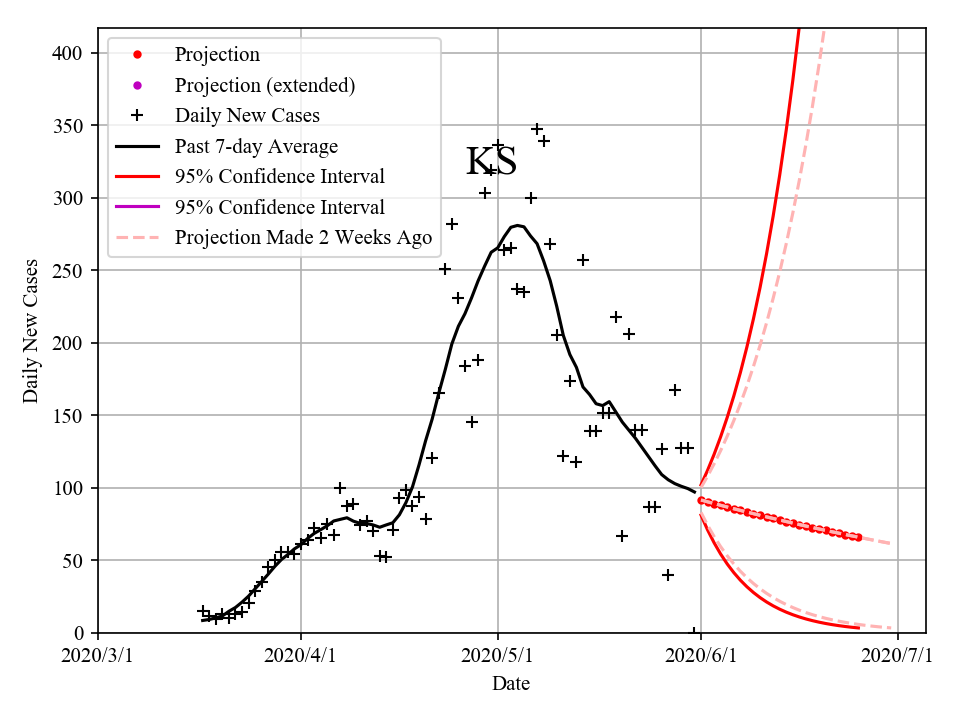 400
350
300
250
200
150
100
50
0
Daily New Cases
Projection
Projection (extended)
Daily New Cases
Past 7-day Average
95% Confidence Interval
95% Confidence Interval
Projection Made 2 Weeks Ago
KS
2020/3/1 2020/4/1 2020/5/1 2020/6/1 2020/7/1
Date